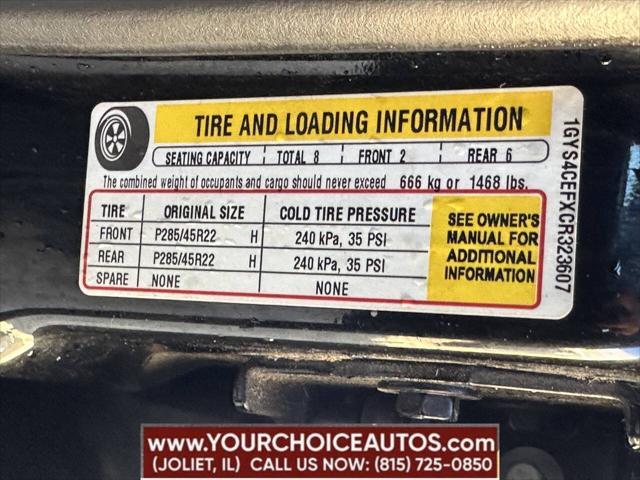 TIRE AND LOADING INFORMATION
SEATING CAPACITY TOTAL 8 FRONT 2 REAR 6
The combined weight of occupants and cargo should never exceed 666 kg or 1468 lbs.
TIRE ORIGINAL SIZE COLD TIRE PRESSURE
FRONT P285/45R22 H 240 kPa, 35 PSI
REAR P285/45R22 H 240 kPa, 35 PSI
SPARE NONE NONE
SEE OWNER'S
MANUAL FOR
ADDITIONAL
INFORMATION
1GYS4CEFXCR323607
WWW.YOURCHOICEAUTOS.COM
(JOLIET, IL) CALL US NOW: (815) 725-0850